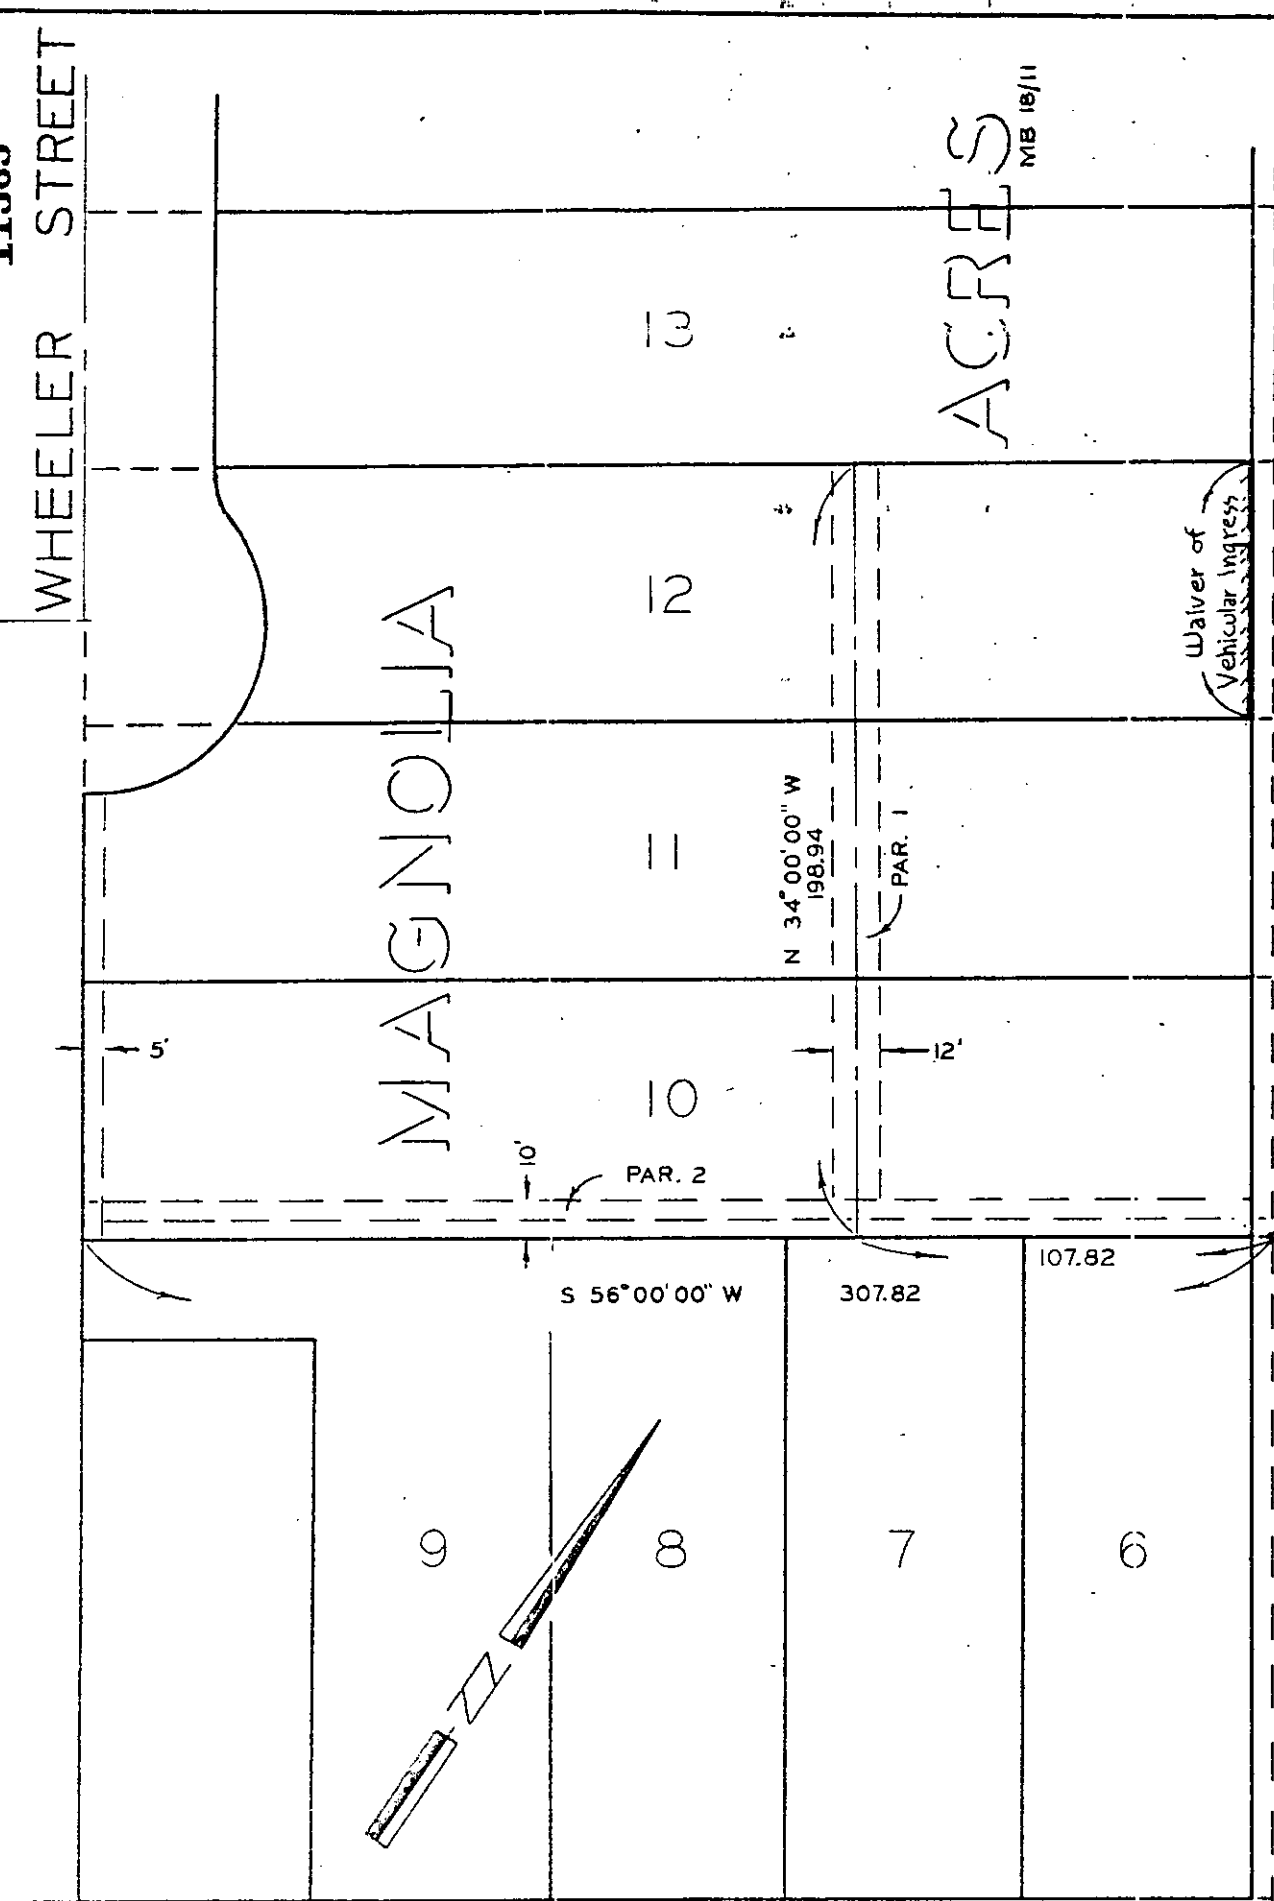 WHEELER STREET
MAGNOLIA
ACRES
MB 18/11
13
12
11
10
Waiver of
Vehicular Ingress
N 34°00'00" W
198.94
PAR. 1
5'
12'
10'
PAR. 2
S 56°00'00" W
307.82
107.82
9
8
7
6
N